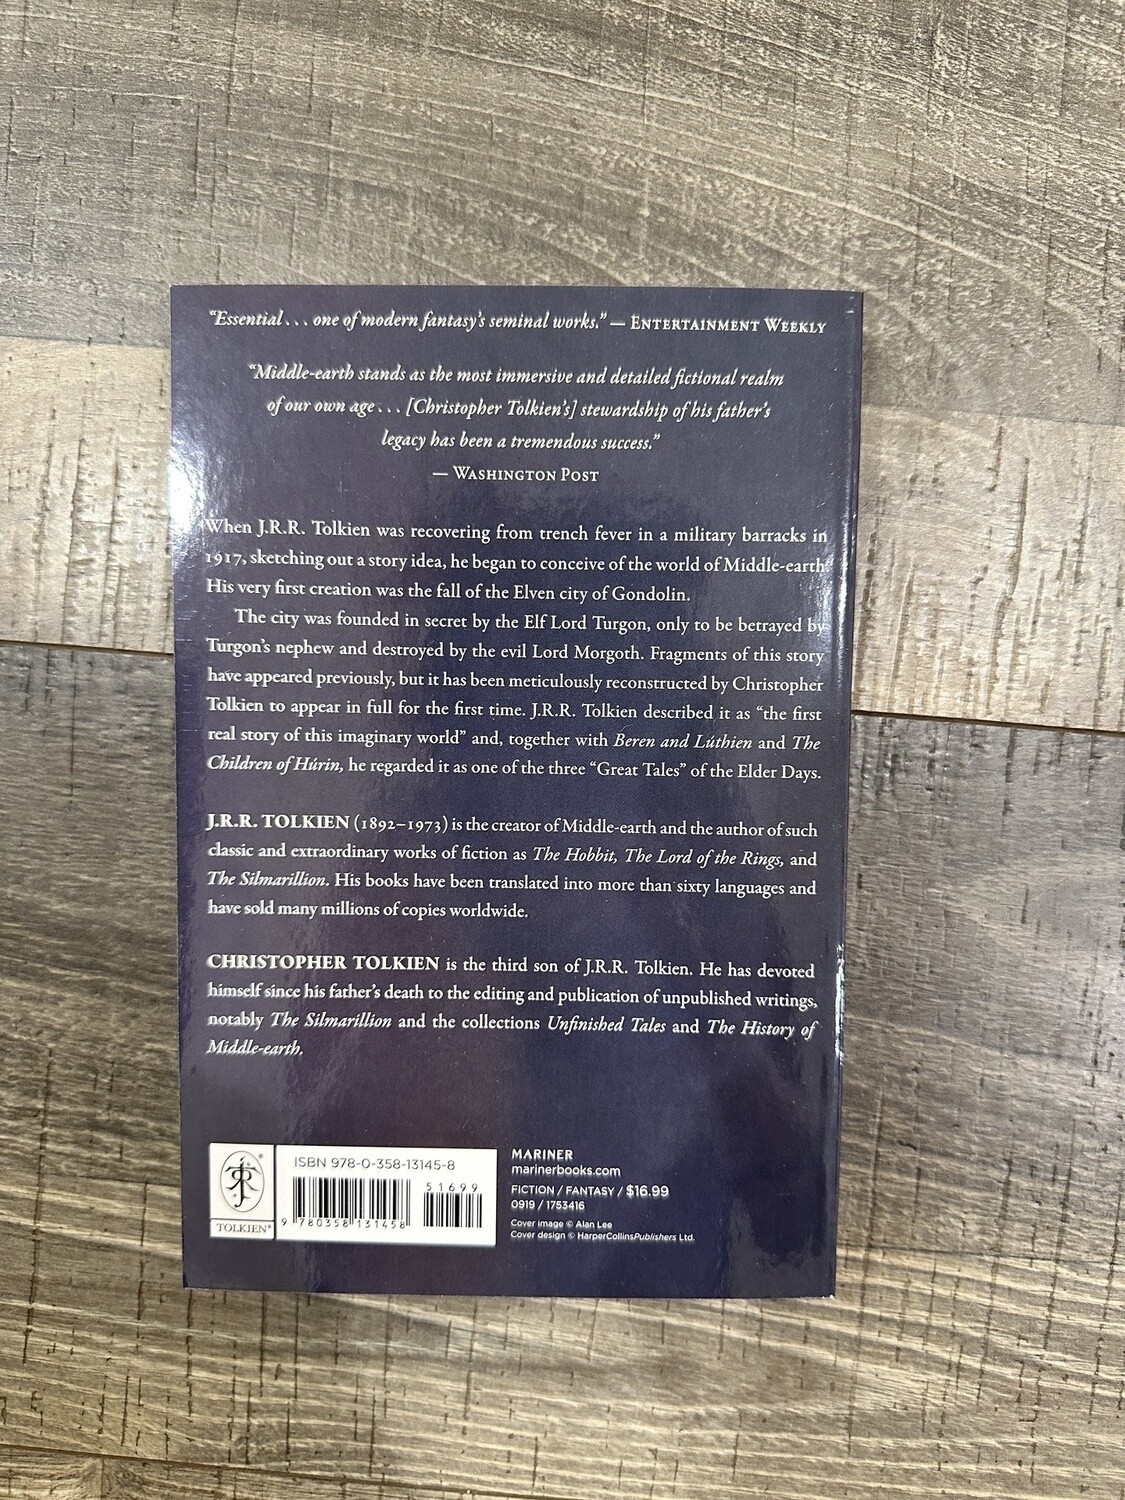 “Essential . . . one of modern fantasy’s seminal works.” — Entertainment Weekly
“Middle-earth stands as the most immersive and detailed fictional realm
of our own age . . . [Christopher Tolkien’s] stewardship of his father’s
legacy has been a tremendous success.”
— Washington Post
When J.R.R. Tolkien was recovering from trench fever in a military barracks in
1917, sketching out a story idea, he began to conceive of the world of Middle-earth.
His very first creation was the fall of the Elven city of Gondolin.
The city was founded in secret by the Elf Lord Turgon, only to be betrayed by
Turgon’s nephew and destroyed by the evil Lord Morgoth. Fragments of this story
have appeared previously, but it has been meticulously reconstructed by Christopher
Tolkien to appear in full for the first time. J.R.R. Tolkien described it as “the first
real story of this imaginary world” and, together with Beren and Lúthien and The
Children of Húrin, he regarded it as one of the three “Great Tales” of the Elder Days.
J.R.R. TOLKIEN (1892–1973) is the creator of Middle-earth and the author of such
classic and extraordinary works of fiction as The Hobbit, The Lord of the Rings, and
The Silmarillion. His books have been translated into more than sixty languages and
have sold many millions of copies worldwide.
CHRISTOPHER TOLKIEN is the third son of J.R.R. Tolkien. He has devoted
himself since his father’s death to the editing and publication of unpublished writings,
notably The Silmarillion and the collections Unfinished Tales and The History of
Middle-earth.
TOLKIEN®
ISBN 978-0-358-13145-8
51699
9 780358 131458
MARINER
marinerbooks.com
FICTION / FANTASY / $16.99
0919 / 1753416
Cover image © Alan Lee
Cover design © HarperCollinsPublishers Ltd.